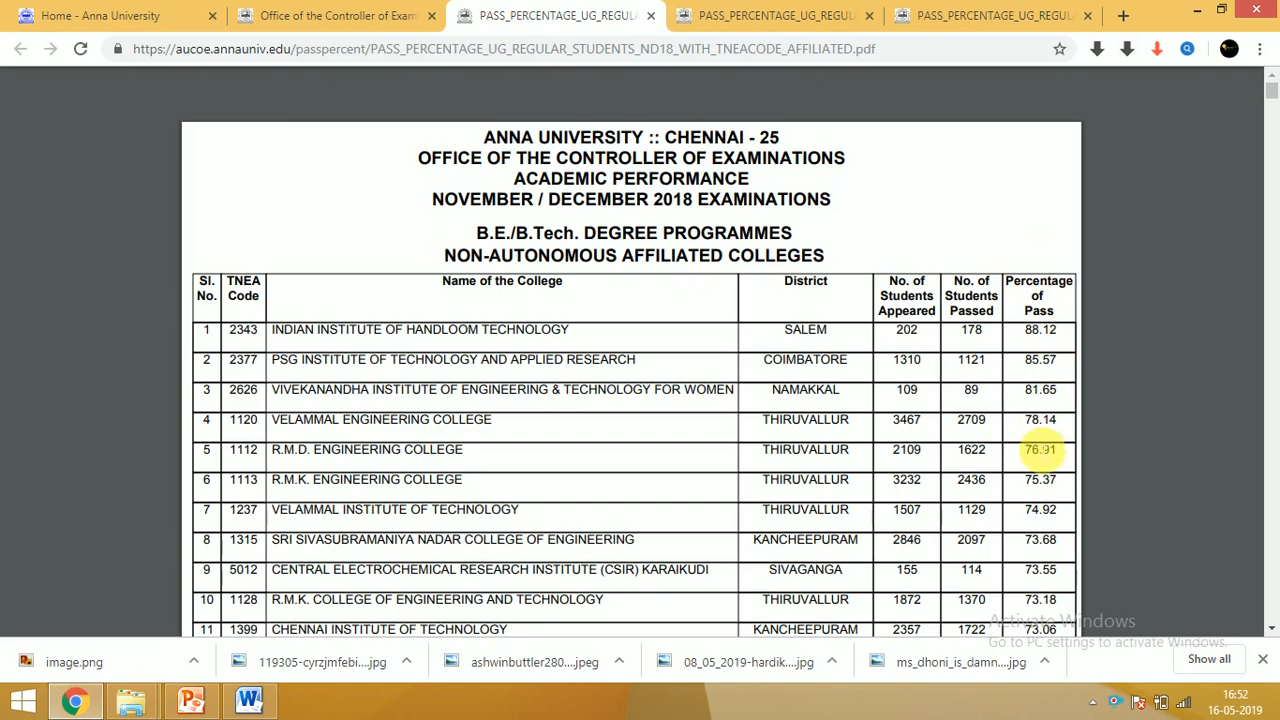 Home - Anna University
Office of the Controller of Exam
PASS_PERCENTAGE_UG_REGULA
PASS_PERCENTAGE_UG_REGULA
PASS_PERCENTAGE_UG_REGUL
https://aucoe.annauniv.edu/passpercent/PASS_PERCENTAGE_UG_REGULAR_STUDENTS_ND18_WITH_TNEACODE_AFFILIATED.pdf
ANNA UNIVERSITY :: CHENNAI - 25
OFFICE OF THE CONTROLLER OF EXAMINATIONS
ACADEMIC PERFORMANCE
NOVEMBER / DECEMBER 2018 EXAMINATIONS
B.E./B.Tech. DEGREE PROGRAMMES
NON-AUTONOMOUS AFFILIATED COLLEGES
Sl. No. TNEA Code Name of the College District No. of Students Appeared No. of Students Passed Percentage of Pass
1 2343 INDIAN INSTITUTE OF HANDLOOM TECHNOLOGY SALEM 202 178 88.12
2 2377 PSG INSTITUTE OF TECHNOLOGY AND APPLIED RESEARCH COIMBATORE 1310 1121 85.57
3 2626 VIVEKANANDHA INSTITUTE OF ENGINEERING & TECHNOLOGY FOR WOMEN NAMAKKAL 109 89 81.65
4 1120 VELAMMAL ENGINEERING COLLEGE THIRUVALLUR 3467 2709 78.14
5 1112 R.M.D. ENGINEERING COLLEGE THIRUVALLUR 2109 1622 76.91
6 1113 R.M.K. ENGINEERING COLLEGE THIRUVALLUR 3232 2436 75.37
7 1237 VELAMMAL INSTITUTE OF TECHNOLOGY THIRUVALLUR 1507 1129 74.92
8 1315 SRI SIVASUBRAMANIYA NADAR COLLEGE OF ENGINEERING KANCHEEPURAM 2846 2097 73.68
9 5012 CENTRAL ELECTROCHEMICAL RESEARCH INSTITUTE (CSIR) KARAIKUDI SIVAGANGA 155 114 73.55
10 1128 R.M.K. COLLEGE OF ENGINEERING AND TECHNOLOGY THIRUVALLUR 1872 1370 73.18
11 1399 CHENNAI INSTITUTE OF TECHNOLOGY KANCHEEPURAM 2357 1722 73.06
Activate Windows
Go to PC settings to activate Windows.
image.png
119305-cyrzjmfebl....jpg
ashwinbuttler280....jpeg
08_05_2019-hardik....jpg
ms_dhoni_is_damn....jpg
Show all
16:52
16-05-2019